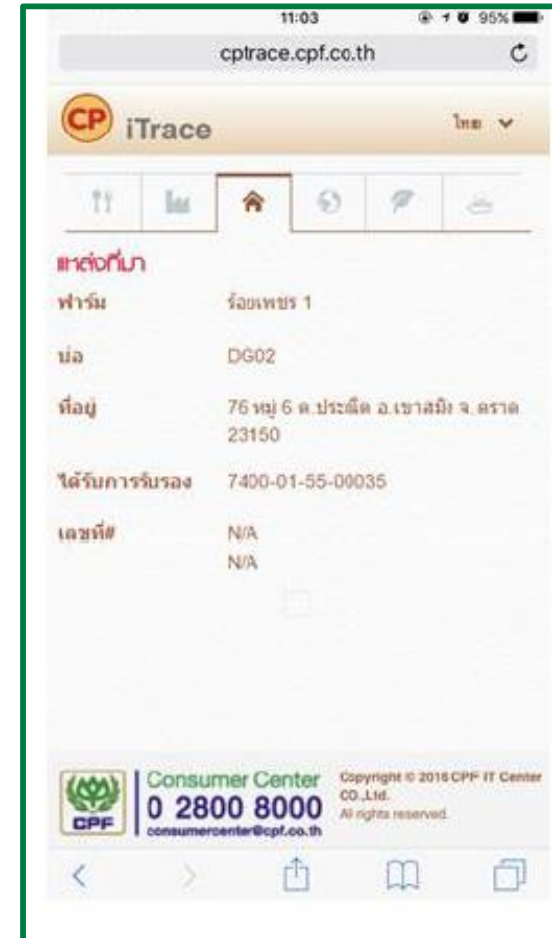 11:03
95%
cptrace.cpf.co.th
CP iTrace
ไทย
แหล่งที่มา
ฟาร์ม ร้อยเพชร 1
บ่อ DG02
ที่อยู่ 76 หมู่ 6 ต.ประณีต อ.เขาสมิง จ.ตราด
23150
ได้รับการรับรอง 7400-01-55-00035
เลขที่# N/A
N/A
CPF
Consumer Center
0 2800 8000
consumercenter@cpf.co.th
Copyright © 2016 CPF IT Center
CO.,Ltd.
All rights reserved.